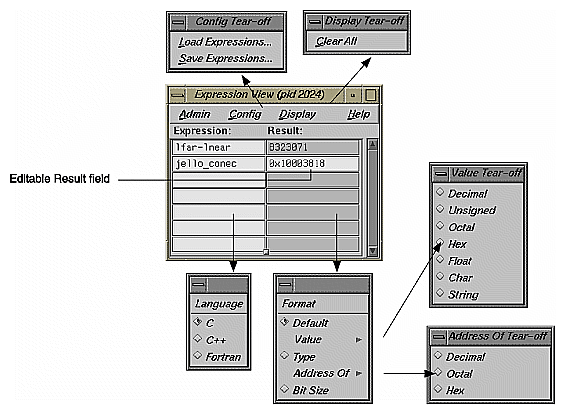 Config Tear-off
Load Expressions...
Save Expressions...
Display Tear-off
Clear All
Expression View (pid 2024)
Admin Config Display Help
Expression: Result:
lfar-lnear 8323071
jello_conec 0x10003818
Editable Result field
Value Tear-off
Decimal
Unsigned
Octal
Hex
Float
Char
String
Language
C
C++
Fortran
Format
Default
Value
Type
Address Of
Bit Size
Address Of Tear-off
Decimal
Octal
Hex